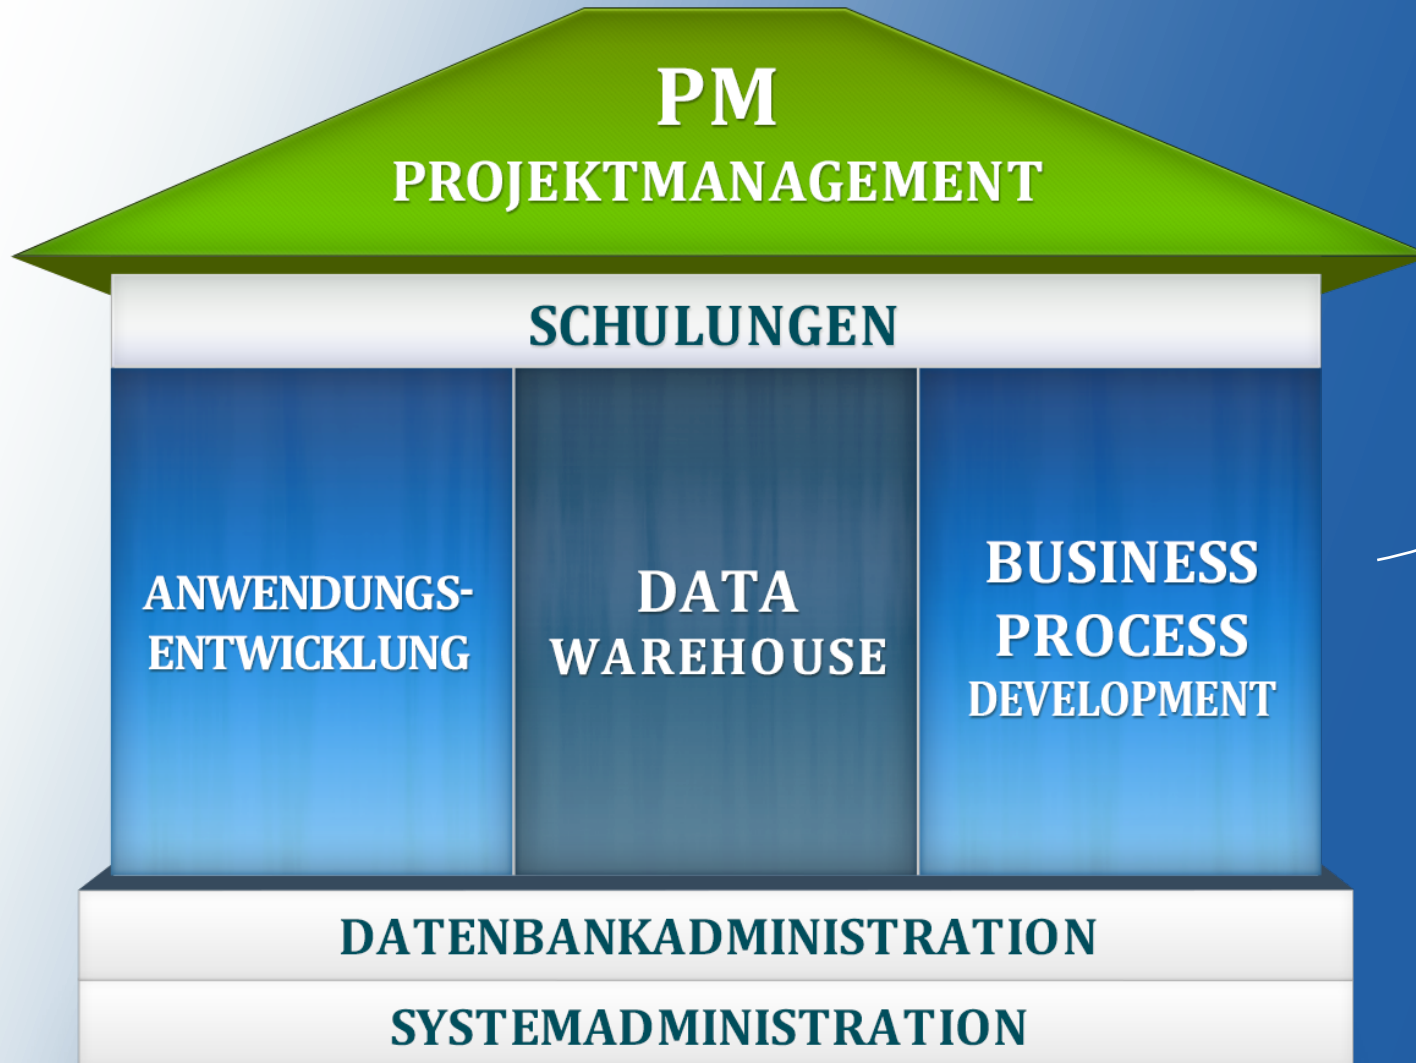 PM
PROJEKTMANAGEMENT
SCHULUNGEN
ANWENDUNGS-
ENTWICKLUNG
DATA
WAREHOUSE
BUSINESS
PROCESS
DEVELOPMENT
DATENBANKADMINISTRATION
SYSTEMADMINISTRATION